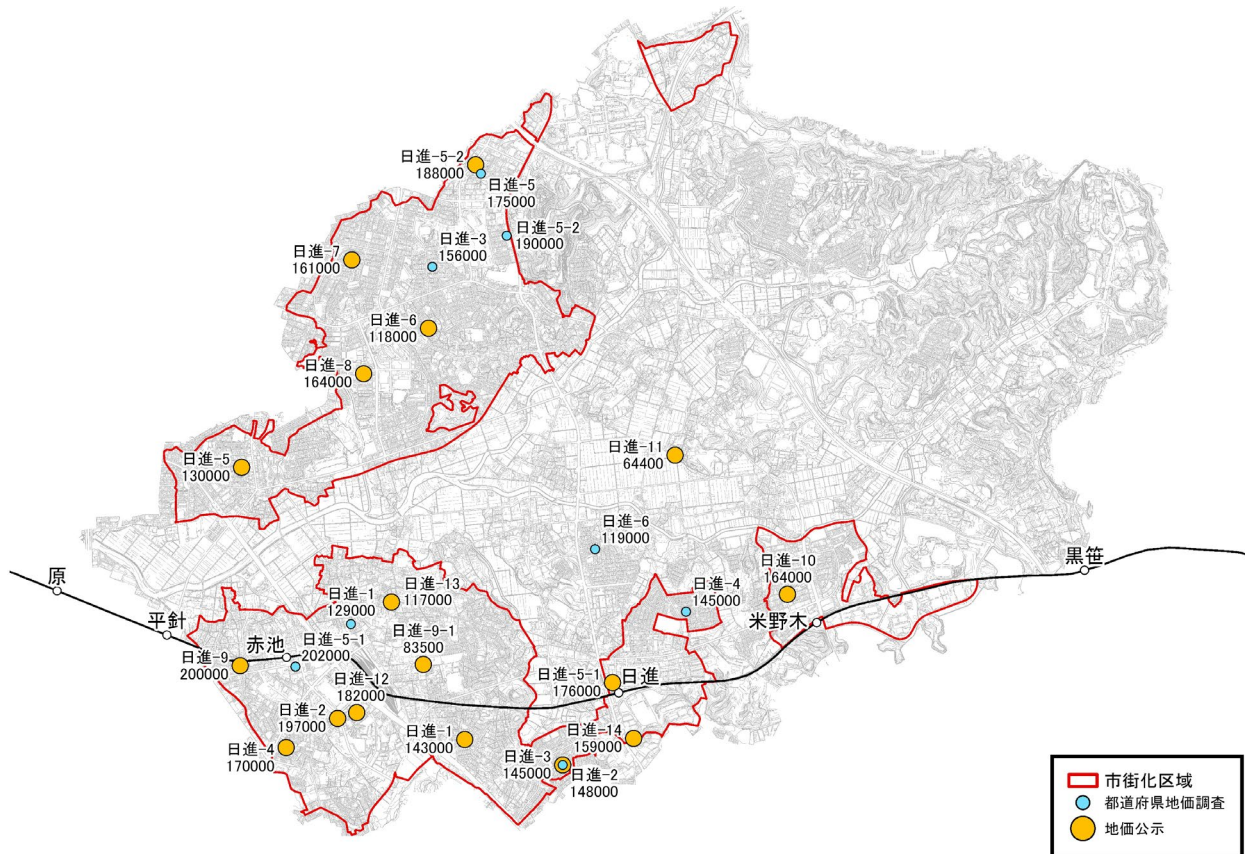 日進-5-2
188000
日進-5
175000
日進-5-2
190000
日進-3
156000
日進-7
161000
日進-6
118000
日進-8
164000
日進-11
64400
日進-5
130000
日進-6
119000
日進-10
164000
黒笹
原
日進-13
117000
日進-1
129000
日進-4
145000
米野木
平針
赤池
日進-5-1
202000
日進-9-1
83500
日進-9
200000
日進-12
182000
日進-5-1
176000
日進
日進-2
197000
日進-4
170000
日進-1
143000
日進-14
159000
日進-3
145000
日進-2
148000
市街化区域
都道府県地価調査
地価公示